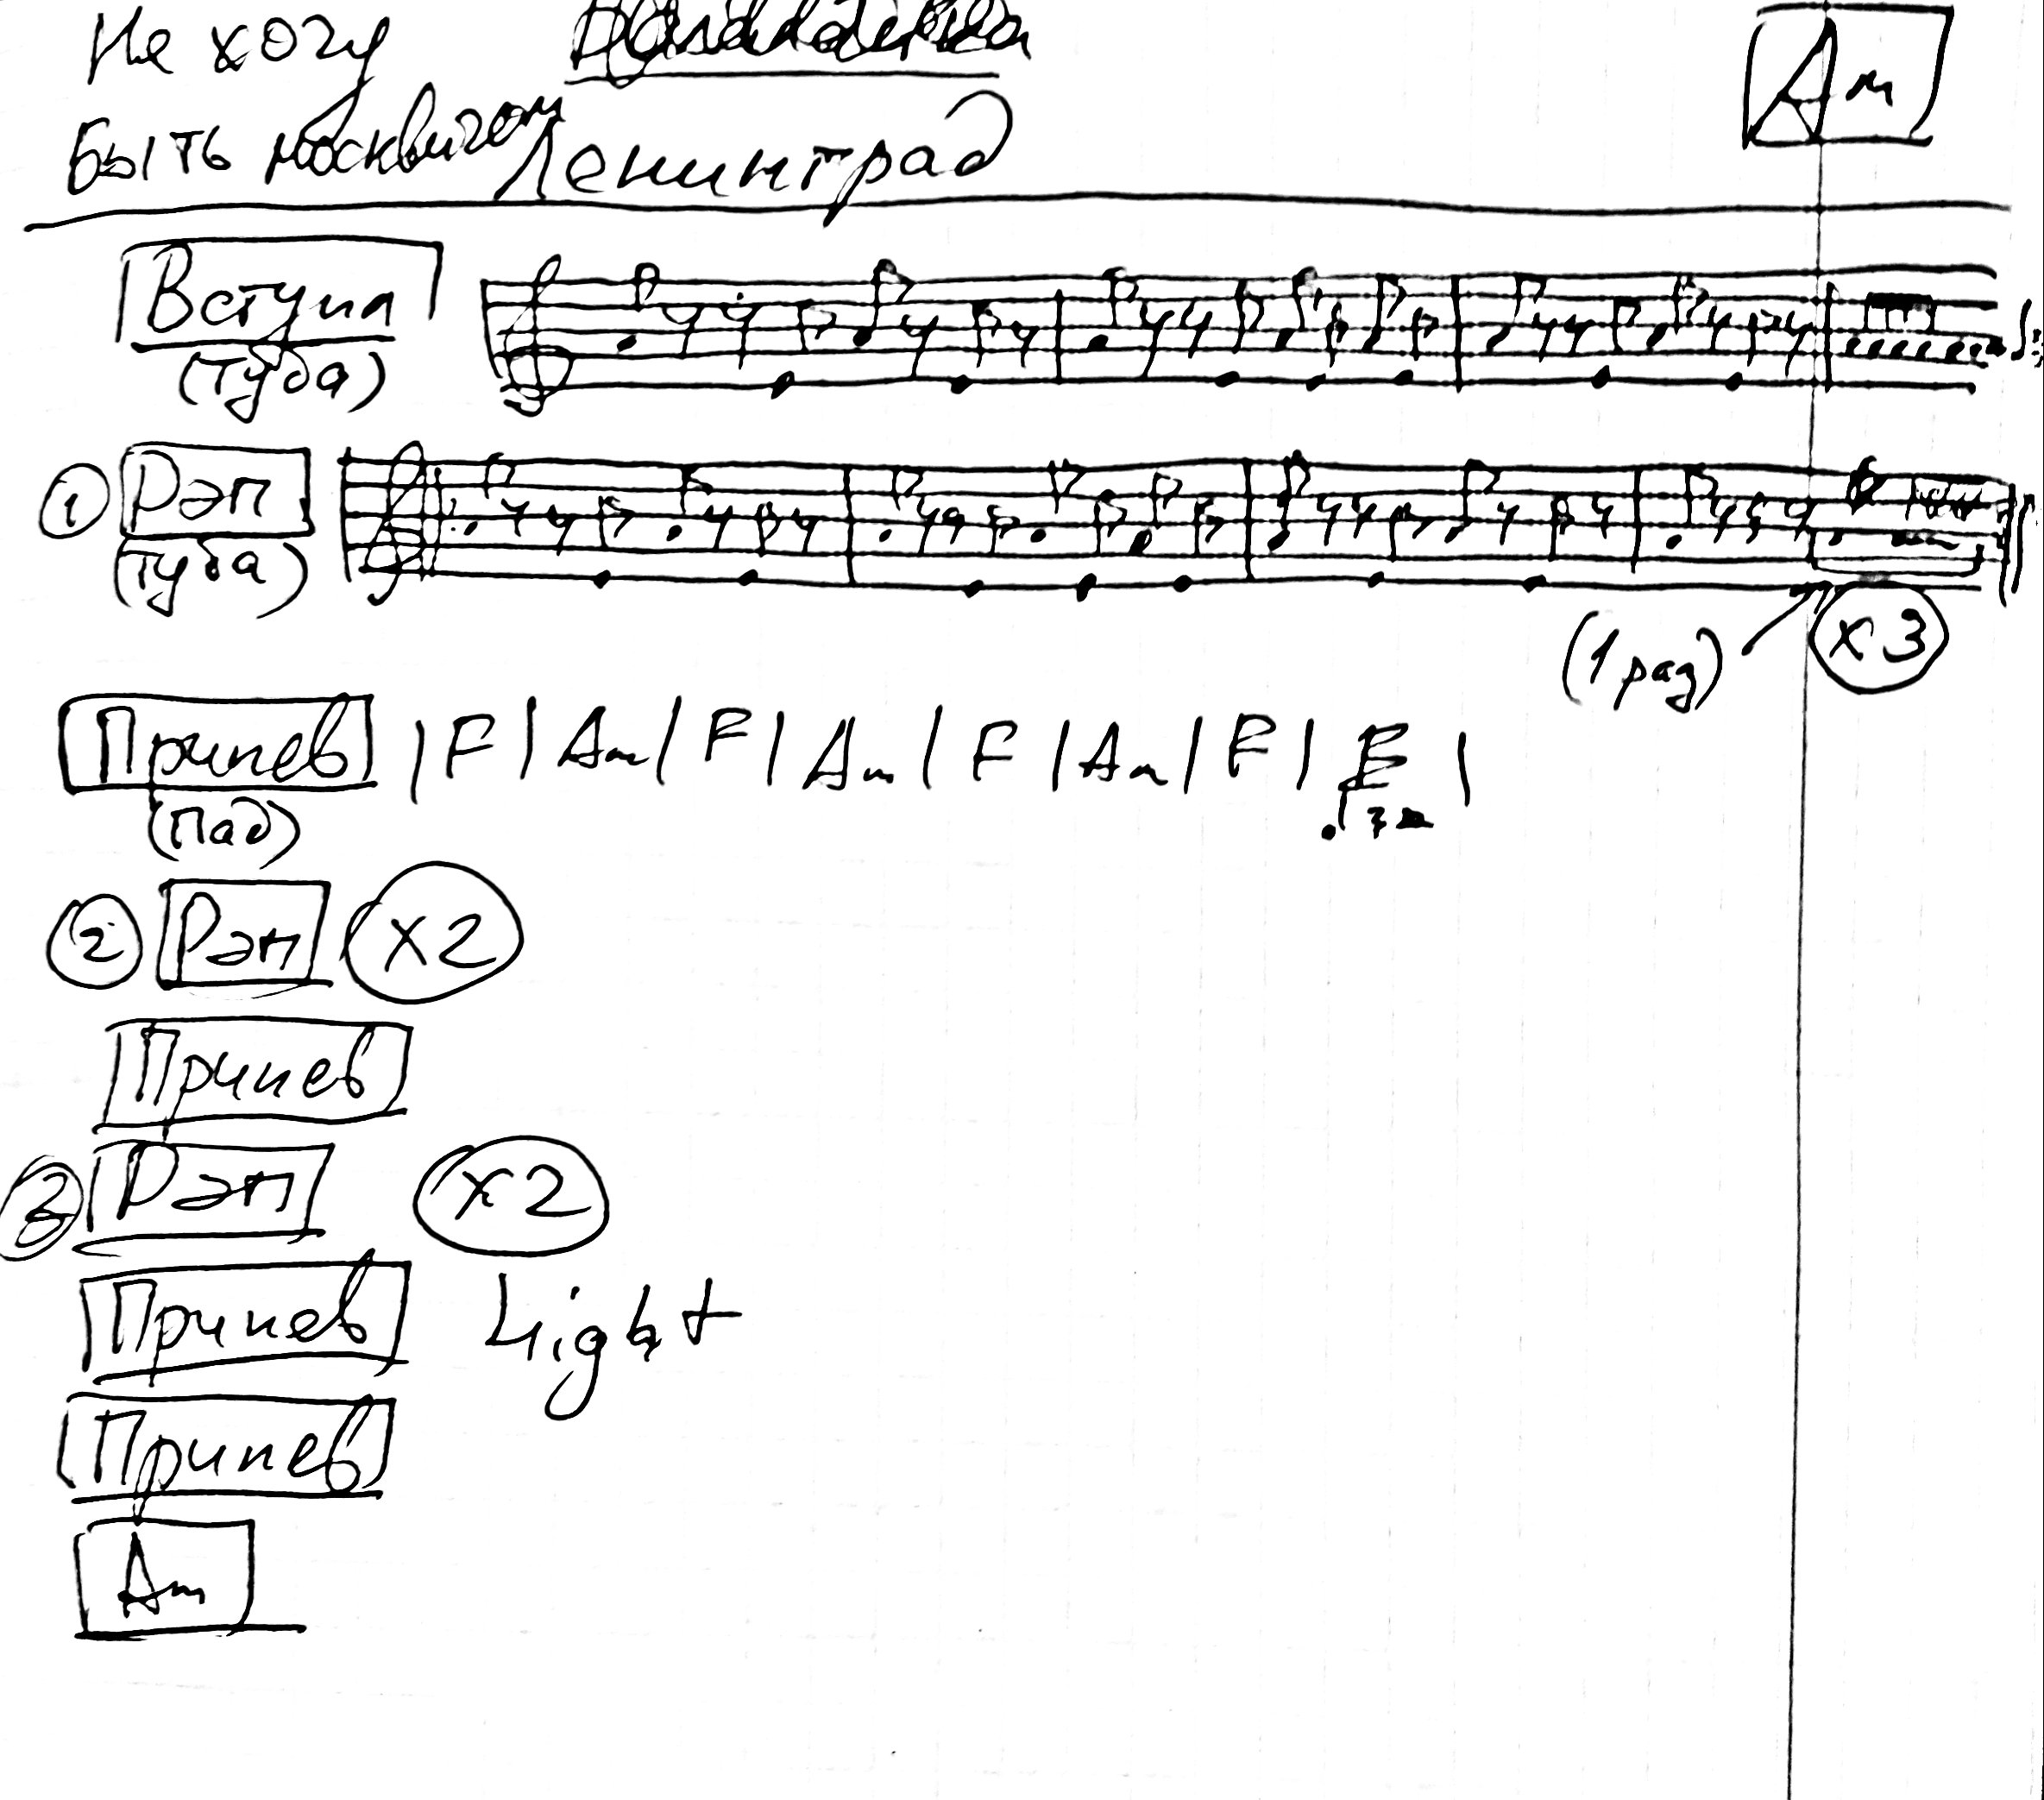 Не хочу
Am
быть москвичом Ленинград
Вступл
(туба)
1 Рэп
(туба)
(1 раз) x3
Припев | F | Am | F | Am | F | Am | F | E |
(Пад)
2 Рэп x2
Припев
3 Рэп x2
Припев Light
Припев
Am